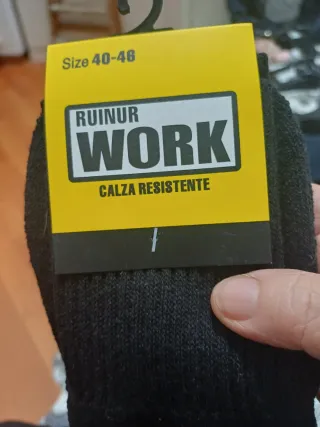 Size 40-46
RUINUR
WORK
CALZA RESISTENTE